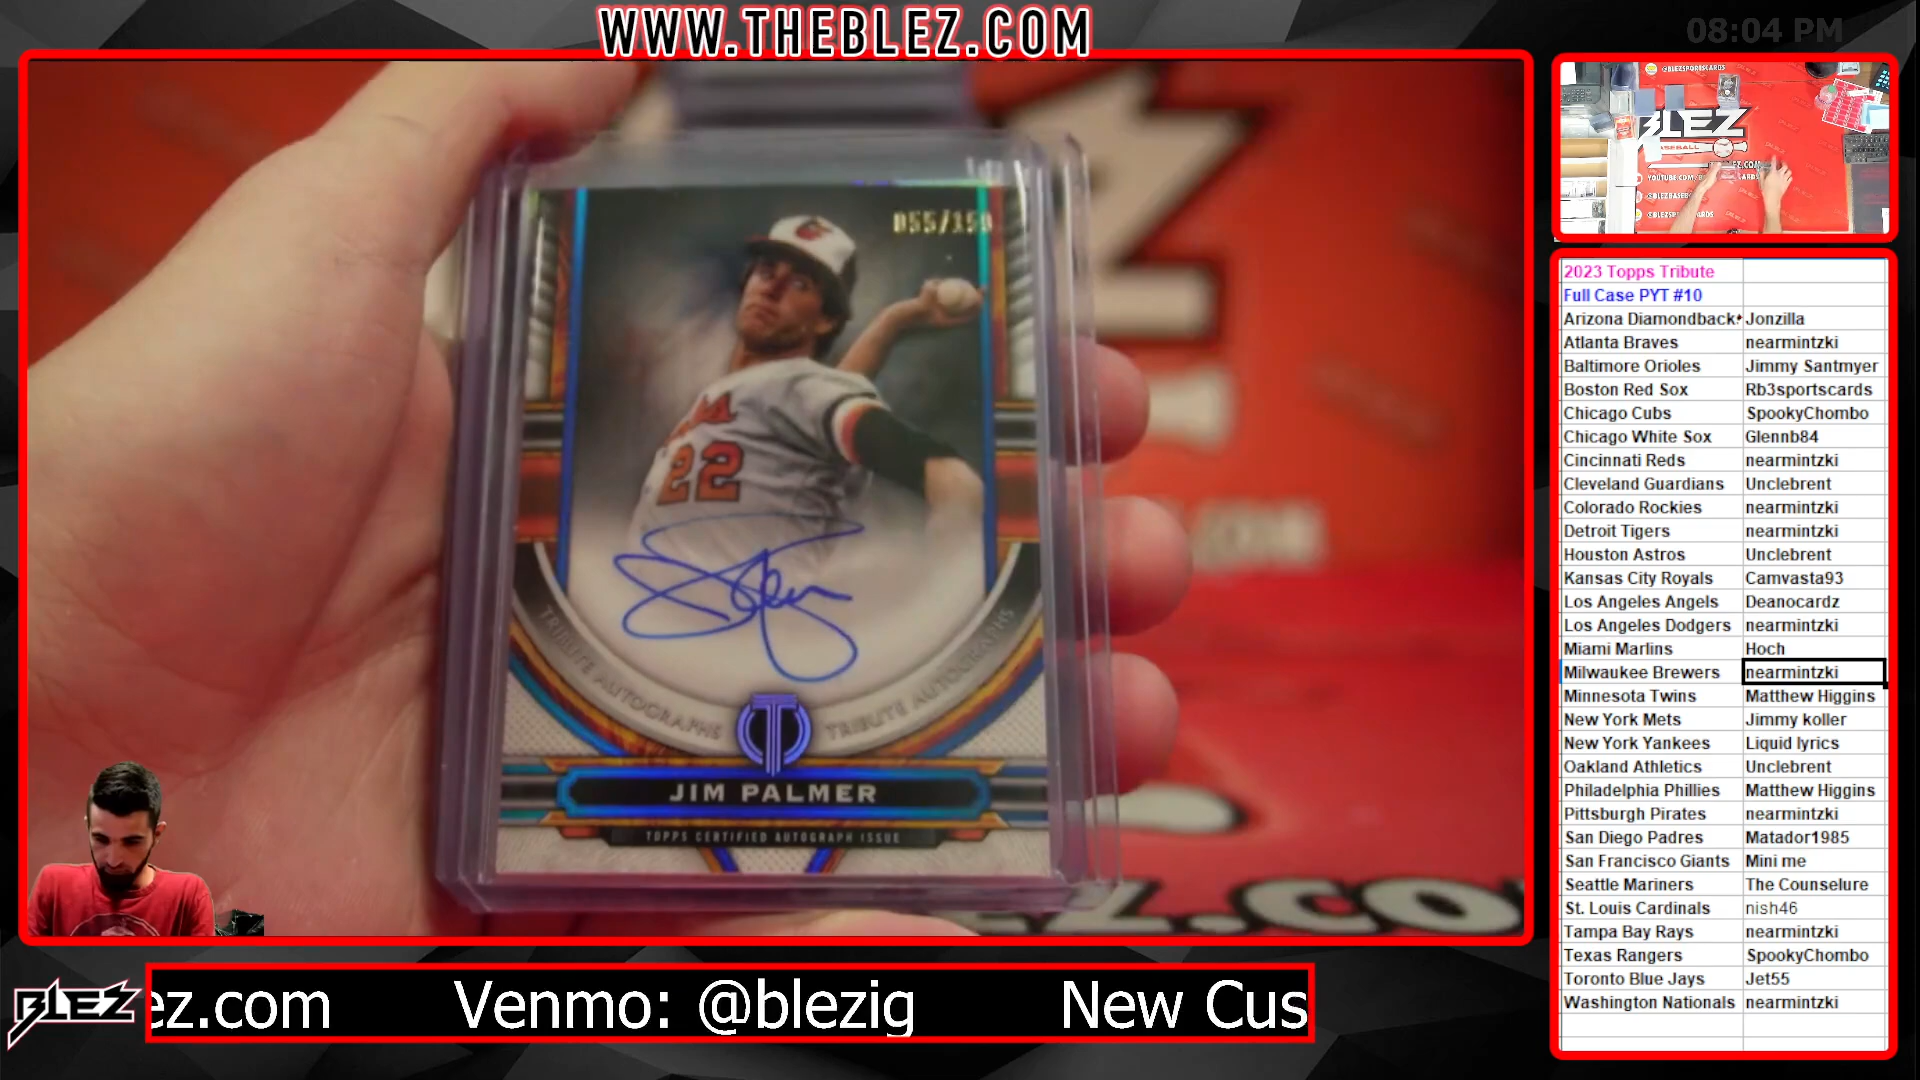 WWW.THEBLEZ.COM
08:04 PM
055/150
22
TRIBUTE AUTOGRAPHS
TRIBUTE AUTOGRAPHS
T
JIM PALMER
TOPPS CERTIFIED AUTOGRAPH ISSUE
@BLEZSPORTSCARDS
BLEZ
BASEBALL
2023 Topps Tribute
Full Case PYT #10
Arizona Diamondback Jonzilla
Atlanta Braves nearmintzki
Baltimore Orioles Jimmy Santmyer
Boston Red Sox Rb3sportscards
Chicago Cubs SpookyChombo
Chicago White Sox Glennb84
Cincinnati Reds nearmintzki
Cleveland Guardians Unclebrent
Colorado Rockies nearmintzki
Detroit Tigers nearmintzki
Houston Astros Unclebrent
Kansas City Royals Camvasta93
Los Angeles Angels Deanocardz
Los Angeles Dodgers nearmintzki
Miami Marlins Hoch
Milwaukee Brewers nearmintzki
Minnesota Twins Matthew Higgins
New York Mets Jimmy koller
New York Yankees Liquid lyrics
Oakland Athletics Unclebrent
Philadelphia Phillies Matthew Higgins
Pittsburgh Pirates nearmintzki
San Diego Padres Matador1985
San Francisco Giants Mini me
Seattle Mariners The Counselure
St. Louis Cardinals nish46
Tampa Bay Rays nearmintzki
Texas Rangers SpookyChombo
Toronto Blue Jays Jet55
Washington Nationals nearmintzki
BLEZ
ez.com Venmo: @blezig New Cus